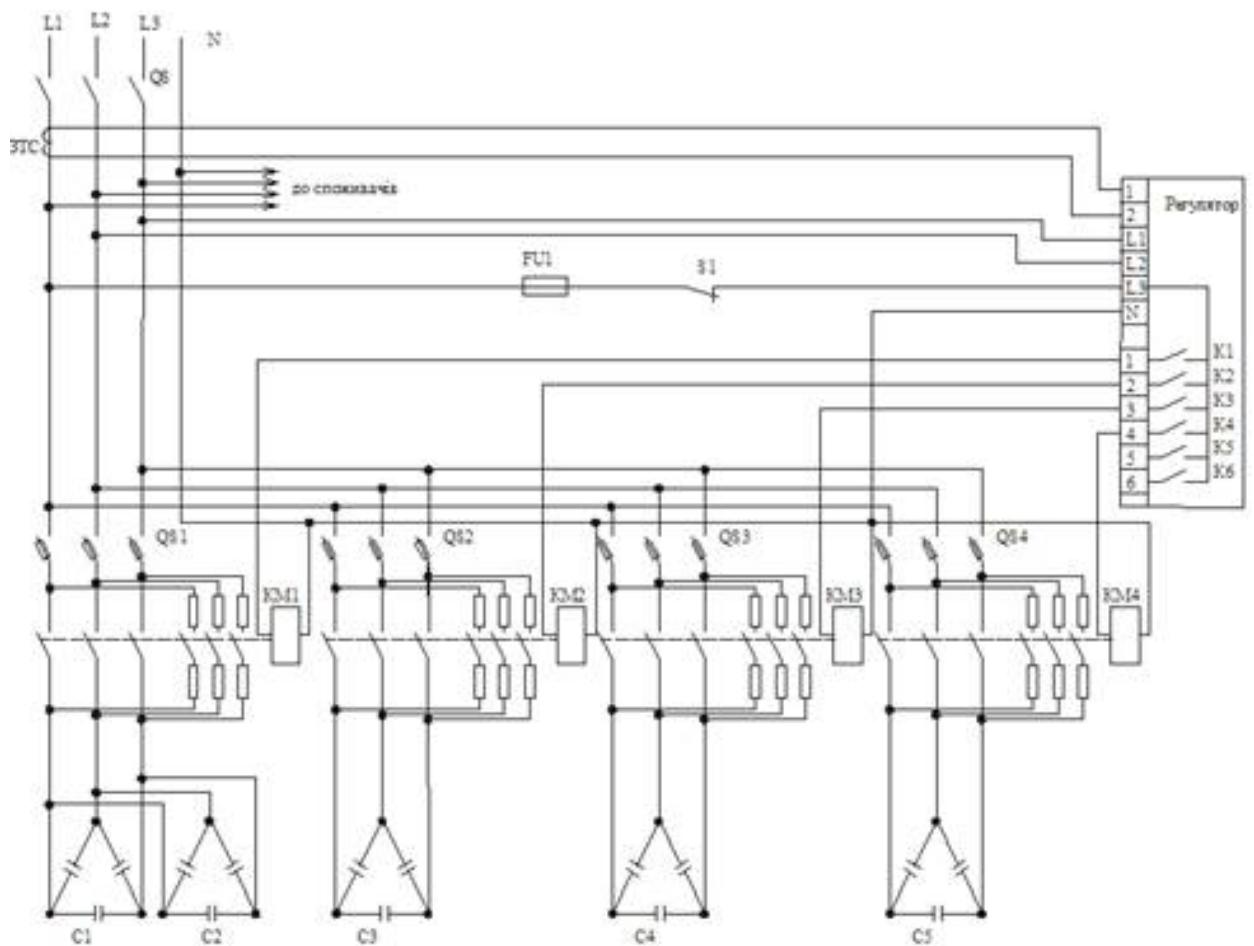 L1 L2 L3 N
QS
ЗТС
до споживачів
1
Регулятор
2
L1
L2
FU1 S1
L3
N
1 K1
2 K2
3 K3
4 K4
5 K5
6 K6
QS1 QS2 QS3 QS4
KM1 KM2 KM3 KM4
C1 C2 C3 C4 C5